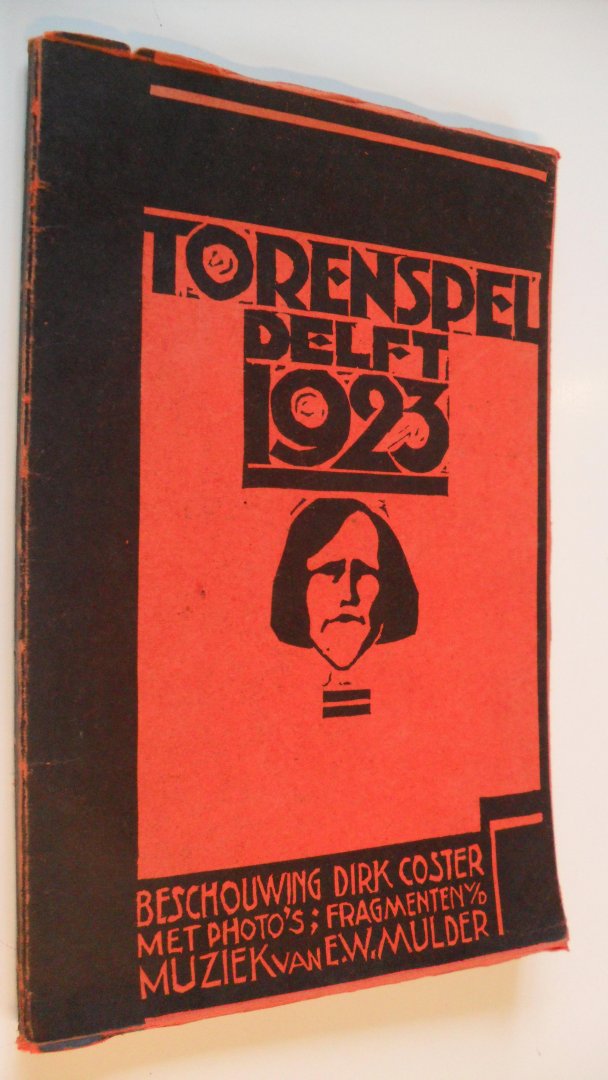 TORENSPEL
DELFT
1923
BESCHOUWING DIRK COSTER
MET PHOTO'S; FRAGMENTEN V/D
MUZIEK VAN E.W. MULDER